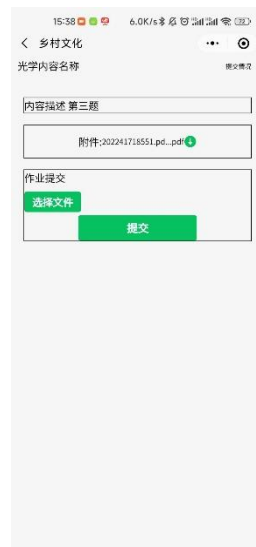 15:38 6.0K/s 22
乡村文化
光学内容名称 提交情况
内容描述 第三题
附件:202241718551.pd...pdf
作业提交
选择文件
提交